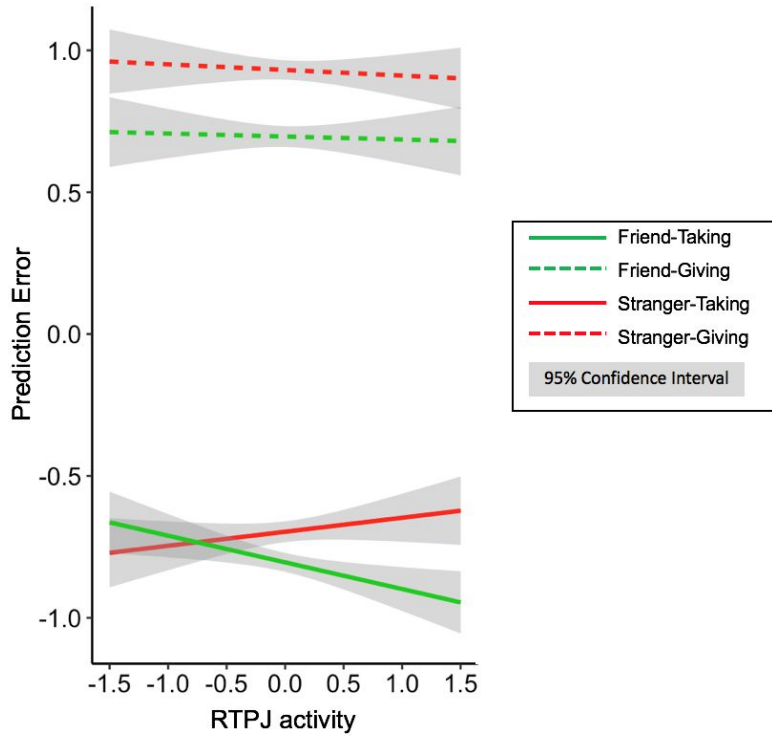 1.0
0.5
0.0
-0.5
-1.0
Prediction Error
-1.5 -1.0 -0.5 0.0 0.5 1.0 1.5
RTPJ activity
Friend-Taking
Friend-Giving
Stranger-Taking
Stranger-Giving
95% Confidence Interval